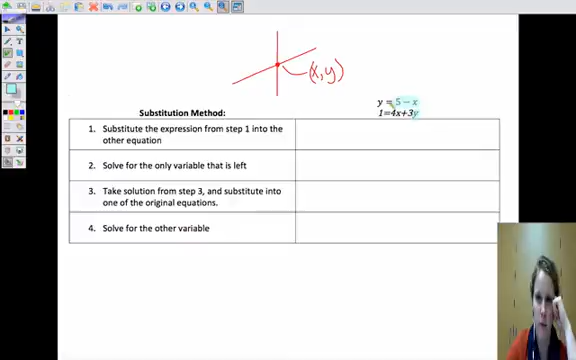 (x,y)
y = 5 − x
Substitution Method:
1=4x+3y
1. Substitute the expression from step 1 into the
other equation
2. Solve for the only variable that is left
3. Take solution from step 3, and substitute into
one of the original equations.
4. Solve for the other variable